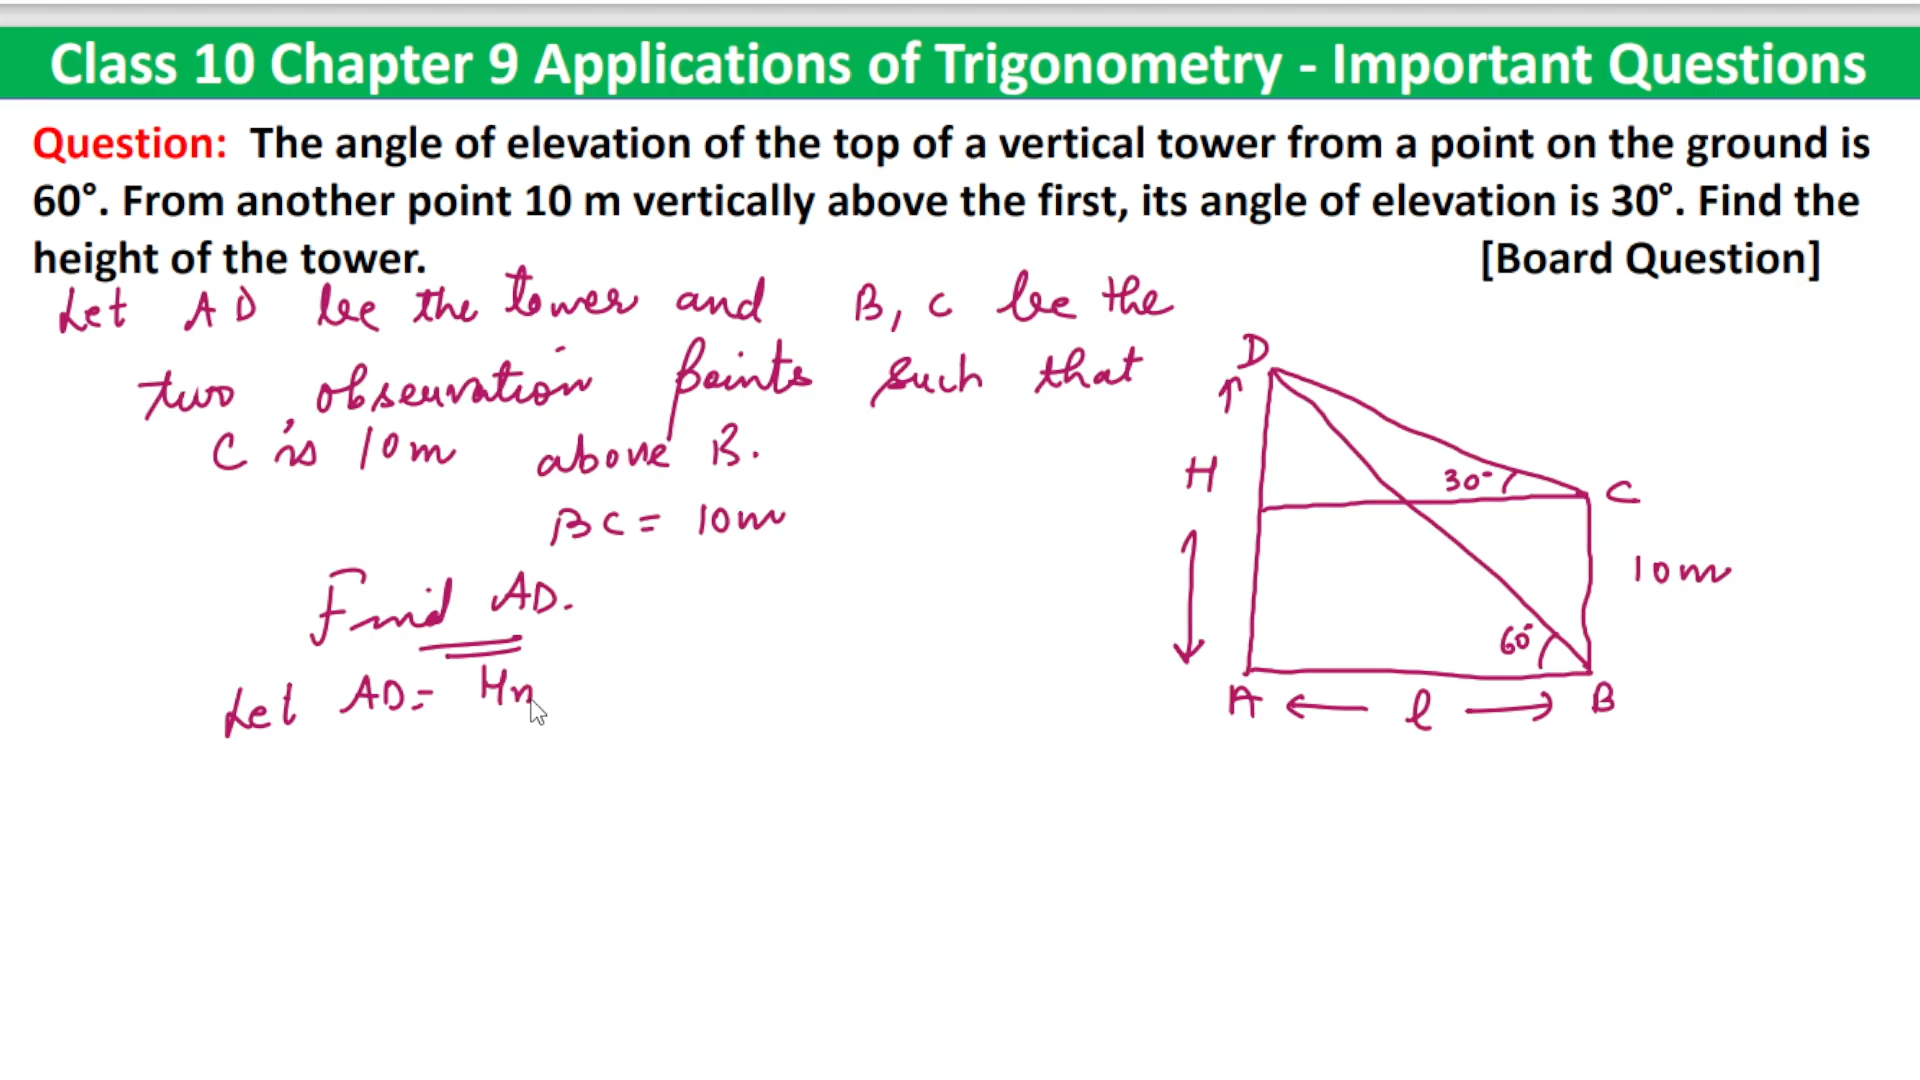 Class 10 Chapter 9 Applications of Trigonometry - Important Questions
Question: The angle of elevation of the top of a vertical tower from a point on the ground is
60°. From another point 10 m vertically above the first, its angle of elevation is 30°. Find the
height of the tower. [Board Question]
Let AD be the tower and B, C be the
two observation points such that
C is 10m above B.
BC = 10m
Find AD.
Let AD = Hm
D
H
30°
C
10m
60°
A
l
B